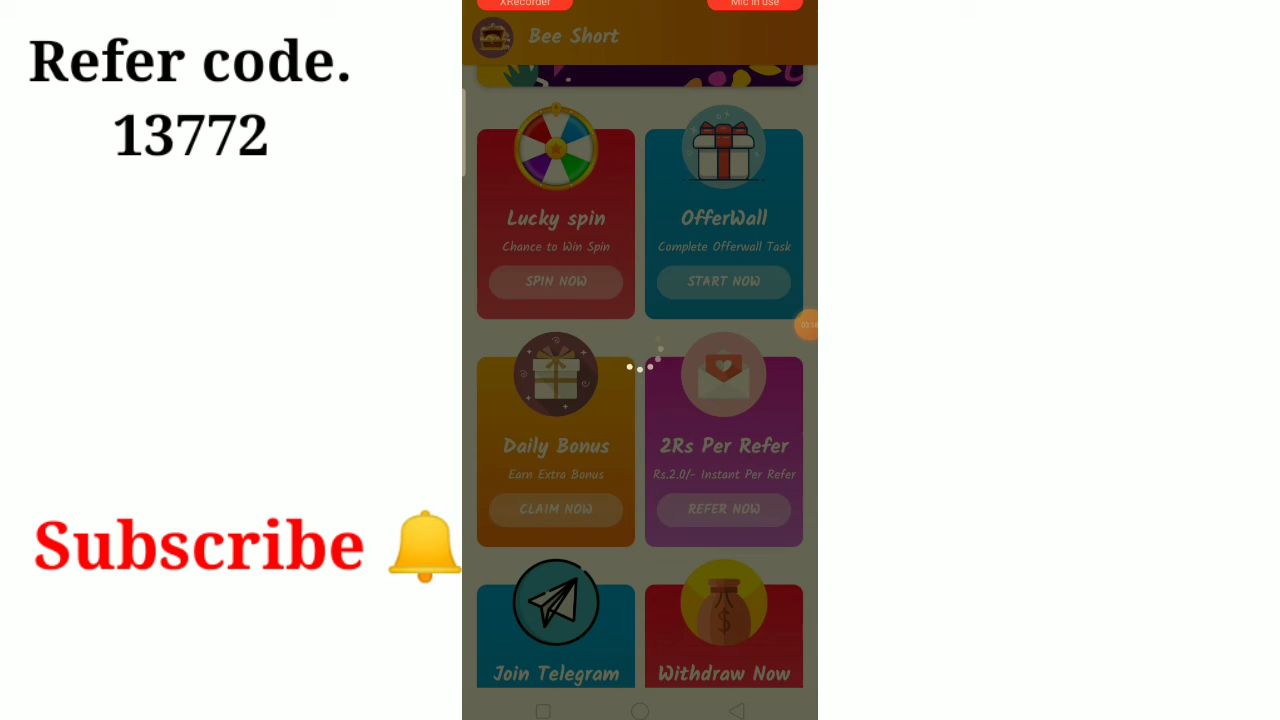 Refer code.
13772
Subscribe
XRecorder
Mic in use
Bee Short
Lucky spin
Chance to Win Spin
SPIN NOW
OfferWall
Complete Offerwall Task
START NOW
Daily Bonus
Earn Extra Bonus
CLAIM NOW
2Rs Per Refer
Rs.2.0/- Instant Per Refer
REFER NOW
Join Telegram
Withdraw Now